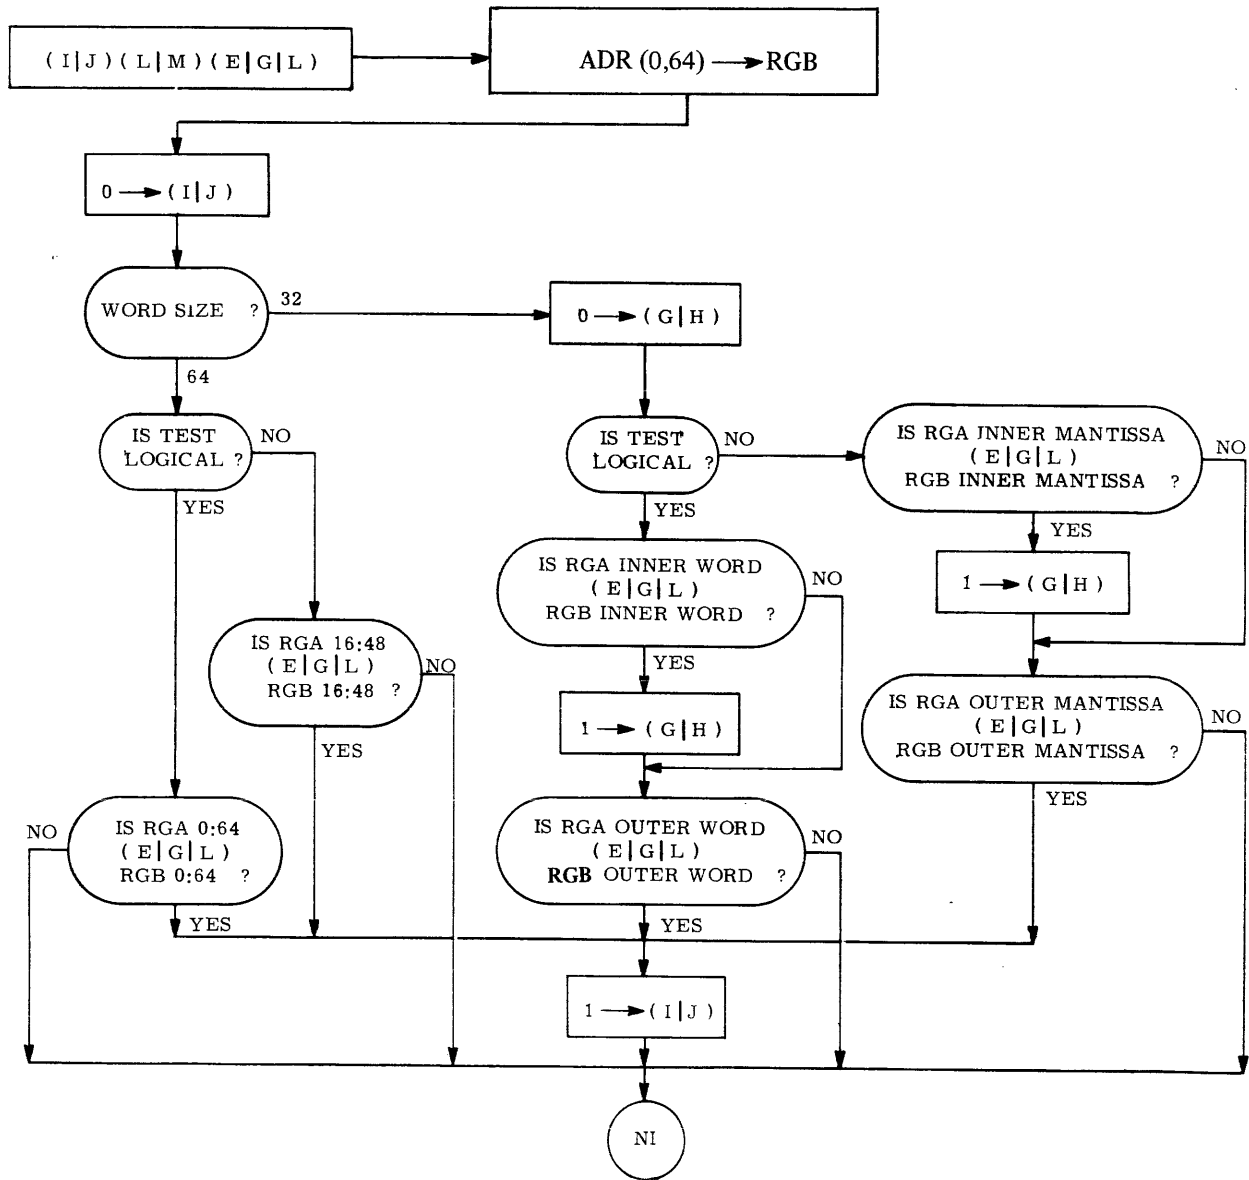 (I|J)(L|M)(E|G|L)
ADR (0,64) → RGB
0 → (I|J)
WORD SIZE ?
32
0 → (G|H)
64
IS TEST
LOGICAL ?
NO
YES
IS TEST
LOGICAL ?
NO
YES
IS RGA INNER MANTISSA
(E|G|L)
RGB INNER MANTISSA ?
NO
YES
1 → (G|H)
IS RGA INNER WORD
(E|G|L)
RGB INNER WORD ?
NO
YES
IS RGA 16:48
(E|G|L)
RGB 16:48 ?
NO
YES
1 → (G|H)
IS RGA OUTER MANTISSA
(E|G|L)
RGB OUTER MANTISSA ?
NO
YES
IS RGA 0:64
(E|G|L)
RGB 0:64 ?
NO
YES
IS RGA OUTER WORD
(E|G|L)
RGB OUTER WORD ?
NO
YES
1 → (I|J)
NI